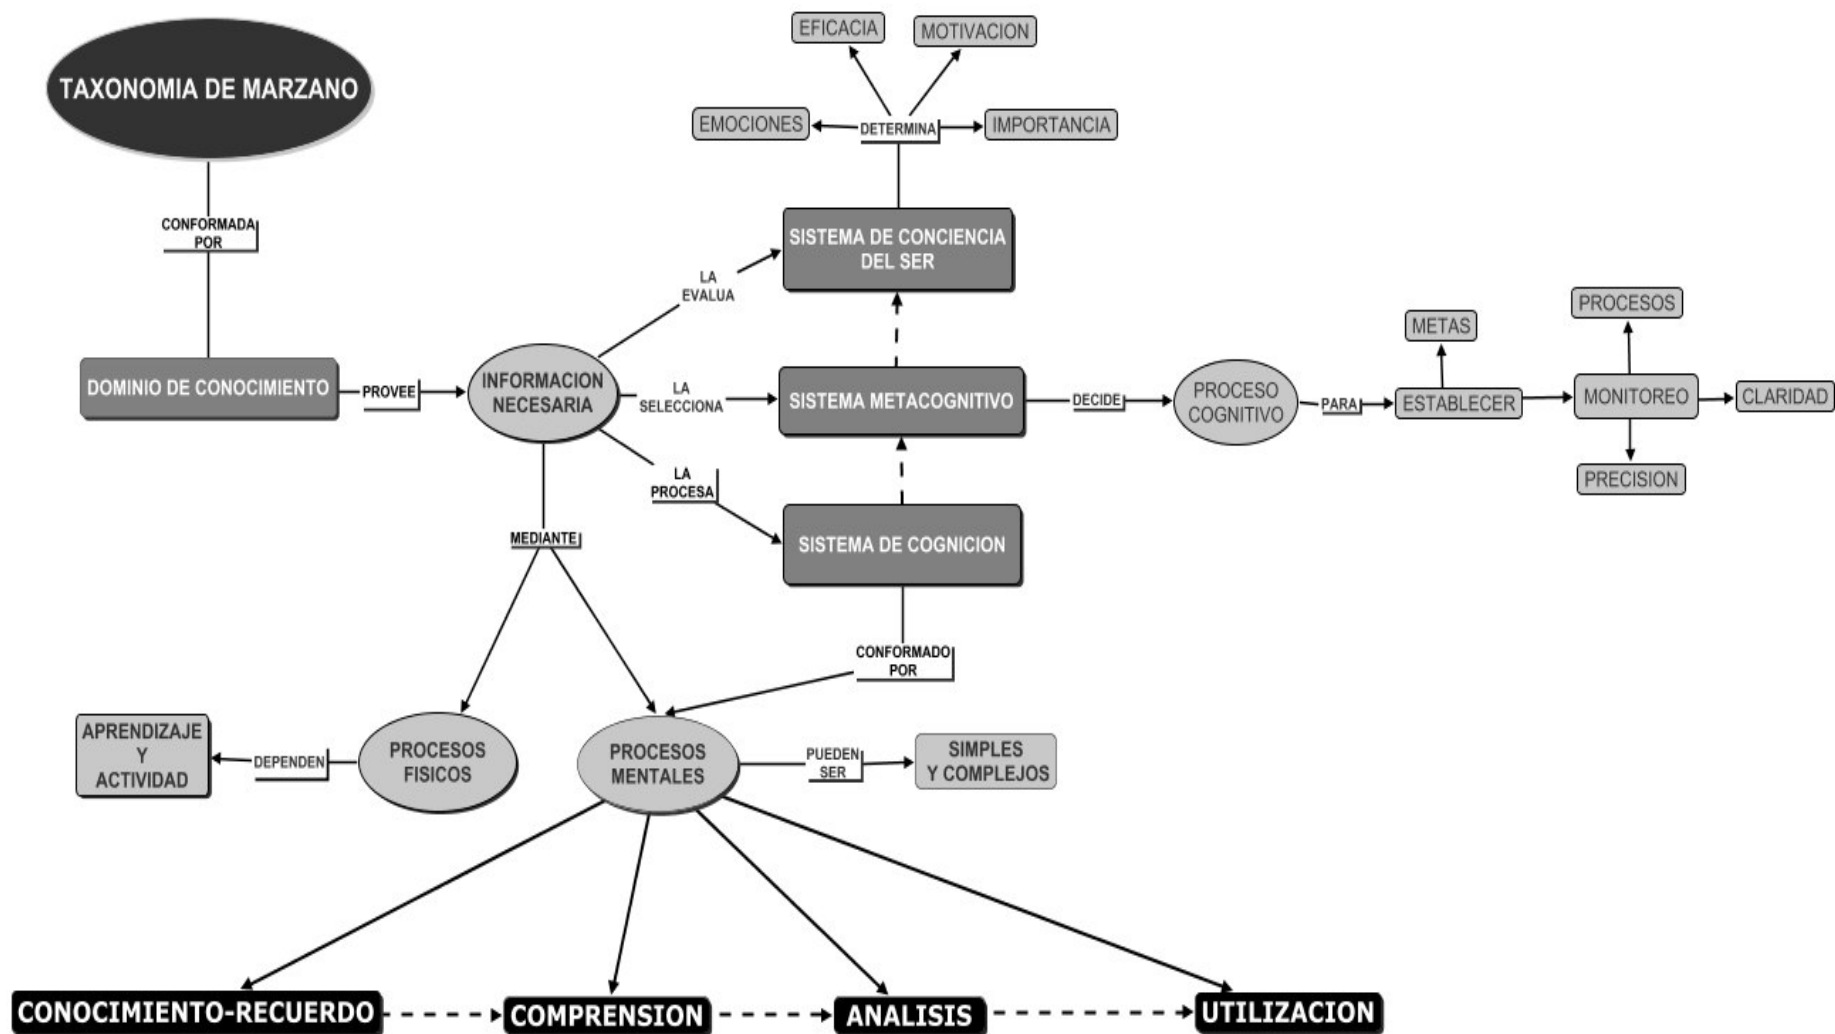 EFICACIA
MOTIVACION
TAXONOMIA DE MARZANO
EMOCIONES
DETERMINA
IMPORTANCIA
CONFORMADA
POR
SISTEMA DE CONCIENCIA
DEL SER
LA
EVALUA
PROCESOS
METAS
DOMINIO DE CONOCIMIENTO
PROVEE
INFORMACION
NECESARIA
LA
SELECCIONA
SISTEMA METACOGNITIVO
DECIDE
PROCESO
COGNITIVO
PARA
ESTABLECER
MONITOREO
CLARIDAD
LA
PROCESA
PRECISION
MEDIANTE
SISTEMA DE COGNICION
CONFORMADO
POR
APRENDIZAJE
Y
ACTIVIDAD
DEPENDEN
PROCESOS
FISICOS
PROCESOS
MENTALES
PUEDEN
SER
SIMPLES
Y COMPLEJOS
CONOCIMIENTO-RECUERDO
COMPRENSION
ANALISIS
UTILIZACION